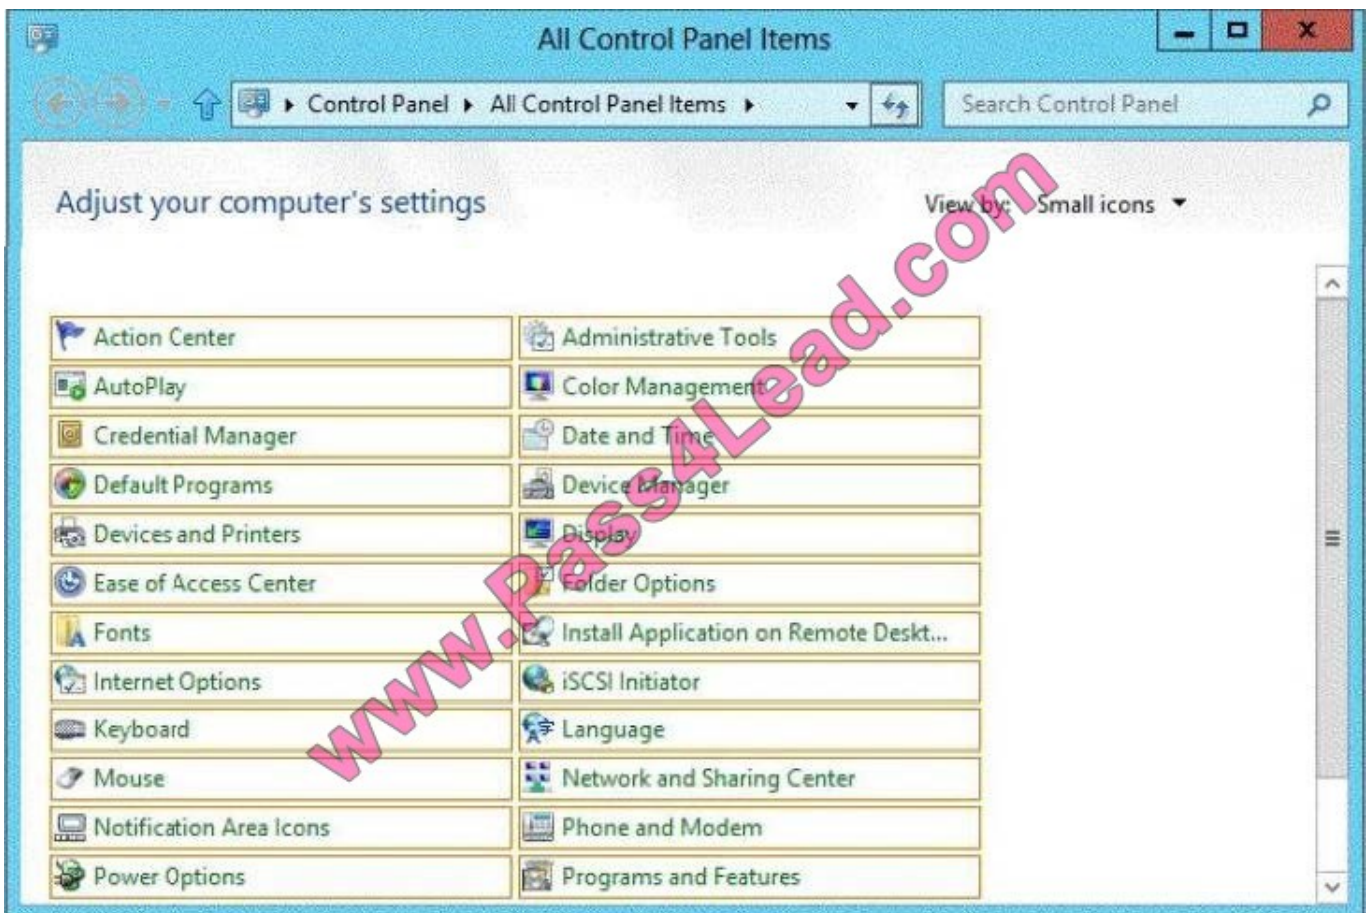 All Control Panel Items
Control Panel All Control Panel Items
Search Control Panel
Adjust your computer's settings
View by: Small icons
Action Center
Administrative Tools
AutoPlay
Color Management
Credential Manager
Date and Time
Default Programs
Device Manager
Devices and Printers
Display
Ease of Access Center
Folder Options
Fonts
Install Application on Remote Deskt...
Internet Options
iSCSI Initiator
Keyboard
Language
Mouse
Network and Sharing Center
Notification Area Icons
Phone and Modem
Power Options
Programs and Features
www.Pass4Lead.com